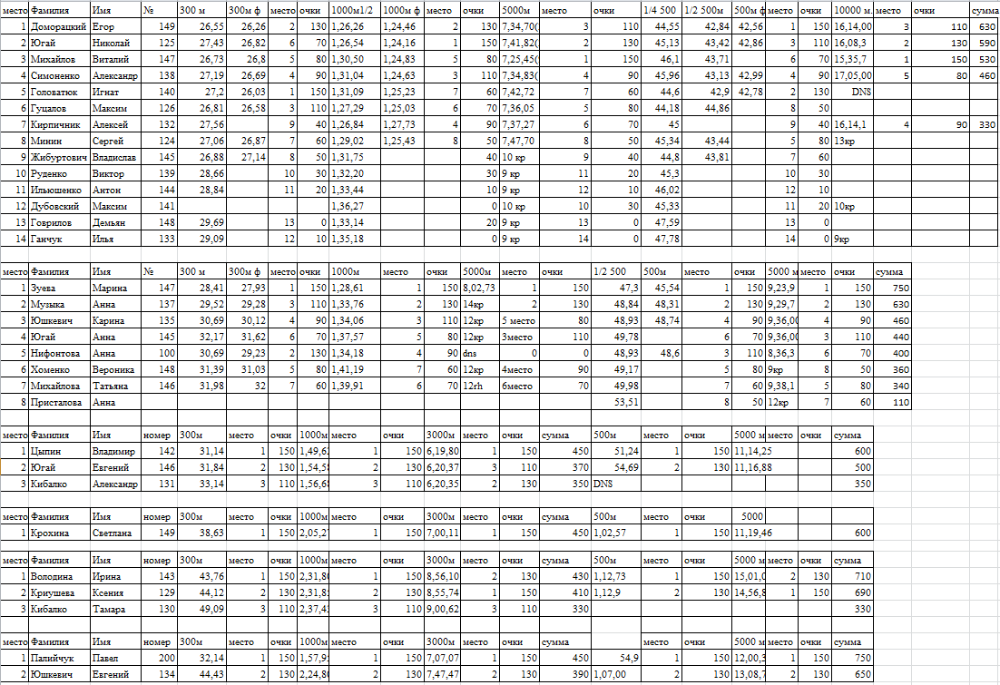 место Фамилия Имя № 300 м 300м ф место очки 1000м1/2 1000м ф место очки 5000м место очки 1/4 500 1/2 500м 500м ф место очки 10000 м. место очки сумма
1 Доморацкий Егор 149 26,55 26,26 2 130 1,26,26 1,24,46 2 130 7,34,70( 3 110 44,55 42,84 42,56 1 150 16,14,00 3 110 630
2 Югай Николай 125 27,43 26,82 6 70 1,26,54 1,24,16 1 150 7,41,82( 2 130 45,13 43,42 42,86 3 110 16,08,3 2 130 590
3 Михайлов Виталий 147 26,73 26,8 5 80 1,30,50 1,24,83 5 80 7,25,45( 1 150 46,1 43,71 6 70 15,35,7 1 150 530
4 Симоненко Александр 138 27,19 26,69 4 90 1,31,04 1,24,63 3 110 7,34,83( 4 90 45,96 43,13 42,99 4 90 17,05,00 5 80 460
5 Головатюк Игнат 140 27,2 26,03 1 150 1,31,09 1,25,23 7 60 7,42,72 7 60 44,6 42,9 42,78 2 130 DNS
6 Гуцалов Максим 126 26,81 26,58 3 110 1,27,29 1,25,03 6 70 7,36,05 5 80 44,18 44,86 8 50
7 Кирпичник Алексей 132 27,56 9 40 1,26,84 1,27,73 4 90 7,37,27 6 70 45 9 40 16,14,1 4 90 330
8 Минин Сергей 124 27,06 26,87 7 60 1,29,02 1,25,43 8 50 7,47,70 8 50 45,34 43,44 5 80 13кр
9 Жибуртович Владислав 145 26,88 27,14 8 50 1,31,75 40 10 кр 9 40 44,8 43,81 7 60
10 Руденко Виктор 139 28,66 10 30 1,32,20 30 9 кр 11 20 45,3 10 30
11 Ильюшенко Антон 144 28,84 11 20 1,33,44 10 9 кр 12 10 46,02 12 10
12 Дубовский Максим 141 1,36,27 0 10 кр 10 30 45,33 11 20 10кр
13 Говрилов Демьян 148 29,69 13 0 1,33,14 20 9 кр 13 0 47,59 13 0
14 Ганчук Илья 133 29,09 12 10 1,35,18 0 9 кр 14 0 47,78 14 0 9кр
место Фамилия Имя № 300 м 300м ф место очки 1000м место очки 5000м место очки 1/2 500 500м место очки 5000 м место очки сумма
1 Зуева Марина 147 28,41 27,93 1 150 1,28,61 1 150 8,02,73 1 150 47,3 45,54 1 150 9,23,9 1 150 750
2 Музыка Анна 137 29,52 29,28 3 110 1,33,76 2 130 14кр 2 130 48,84 48,31 2 130 9,29,7 2 130 630
3 Юшкевич Карина 135 30,69 30,12 4 90 1,34,06 3 110 12кр 5 место 80 48,93 48,74 4 90 9,36,00 4 90 460
4 Югай Анна 145 32,17 31,62 6 70 1,37,57 5 80 12кр 3место 110 49,78 6 70 9,36,00 3 110 440
5 Нифонтова Анна 100 30,69 29,23 2 130 1,34,18 4 90 dns 0 0 48,93 48,6 3 110 8,36,3 6 70 400
6 Хоменко Вероника 148 31,39 31,03 5 80 1,41,19 7 60 12кр 4место 90 49,17 5 80 9кр 8 50 360
7 Михайлова Татьяна 146 31,98 32 7 60 1,39,91 6 70 12rh 6место 70 49,98 7 60 9,38,1 5 80 340
8 Присталова Анна 53,51 8 50 12кр 7 60 110
место Фамилия Имя номер 300м место очки 1000м место очки 3000м место очки сумма 500м место очки 5000 м место очки сумма
1 Цыпин Владимир 142 31,14 1 150 1,49,6 1 150 6,19,80 1 150 450 51,24 1 150 11,14,25 600
2 Югай Евгений 146 31,84 2 130 1,54,5 2 130 6,20,37 3 110 370 54,69 2 130 11,16,88 500
3 Кибалко Александр 131 33,14 3 110 1,56,6 3 110 6,20,35 2 130 350 DNS 350
место Фамилия Имя номер 300м место очки 1000м место очки 3000м место очки сумма 500м место очки 5000
1 Крохина Светлана 149 38,63 1 150 2,05,2 1 150 7,00,11 1 150 450 1,02,57 1 150 11,19,46 600
место Фамилия Имя номер 300м место очки 1000м место очки 3000м место очки сумма 500м место очки 5000 м место очки сумма
1 Володина Ирина 143 43,76 1 150 2,31,8 1 150 8,56,10 2 130 430 1,12,73 1 150 15,01,0 2 130 710
2 Криушева Ксения 129 44,12 2 130 2,31,8 2 130 8,55,74 1 150 410 1,12,9 2 130 14,56,8 1 150 690
3 Кибалко Тамара 130 49,09 3 110 2,37,4 3 110 9,00,62 3 110 330 330
место Фамилия Имя номер 300м место очки 1000м место очки 3000м место очки сумма место очки 5000 м место очки сумма
1 Палийчук Павел 200 32,14 1 150 1,57,9 1 150 7,07,07 1 150 450 54,9 1 150 12,00,3 1 150 750
2 Юшкевич Евгений 134 44,43 2 130 2,24,8 2 130 7,47,47 2 130 390 1,07,00 2 130 13,08,7 2 130 650